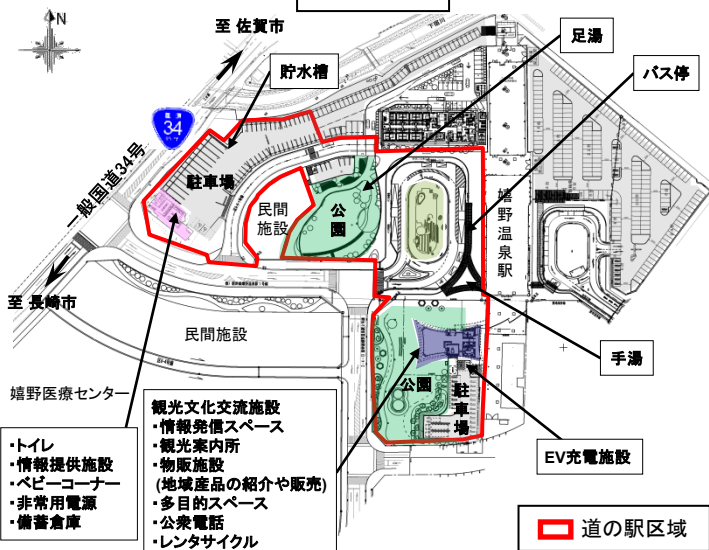 N
至 佐賀市
足湯
貯水槽
バス停
国道
34
一般国道34号
駐車場
民間
施設
公園
嬉野温泉駅
至 長崎市
民間施設
手湯
嬉野医療センター
公園
駐車場
観光文化交流施設
・情報発信スペース
・観光案内所
・物販施設
(地域産品の紹介や販売)
・多目的スペース
・公衆電話
・レンタサイクル
・トイレ
・情報提供施設
・ベビーコーナー
・非常用電源
・備蓄倉庫
EV充電施設
道の駅区域